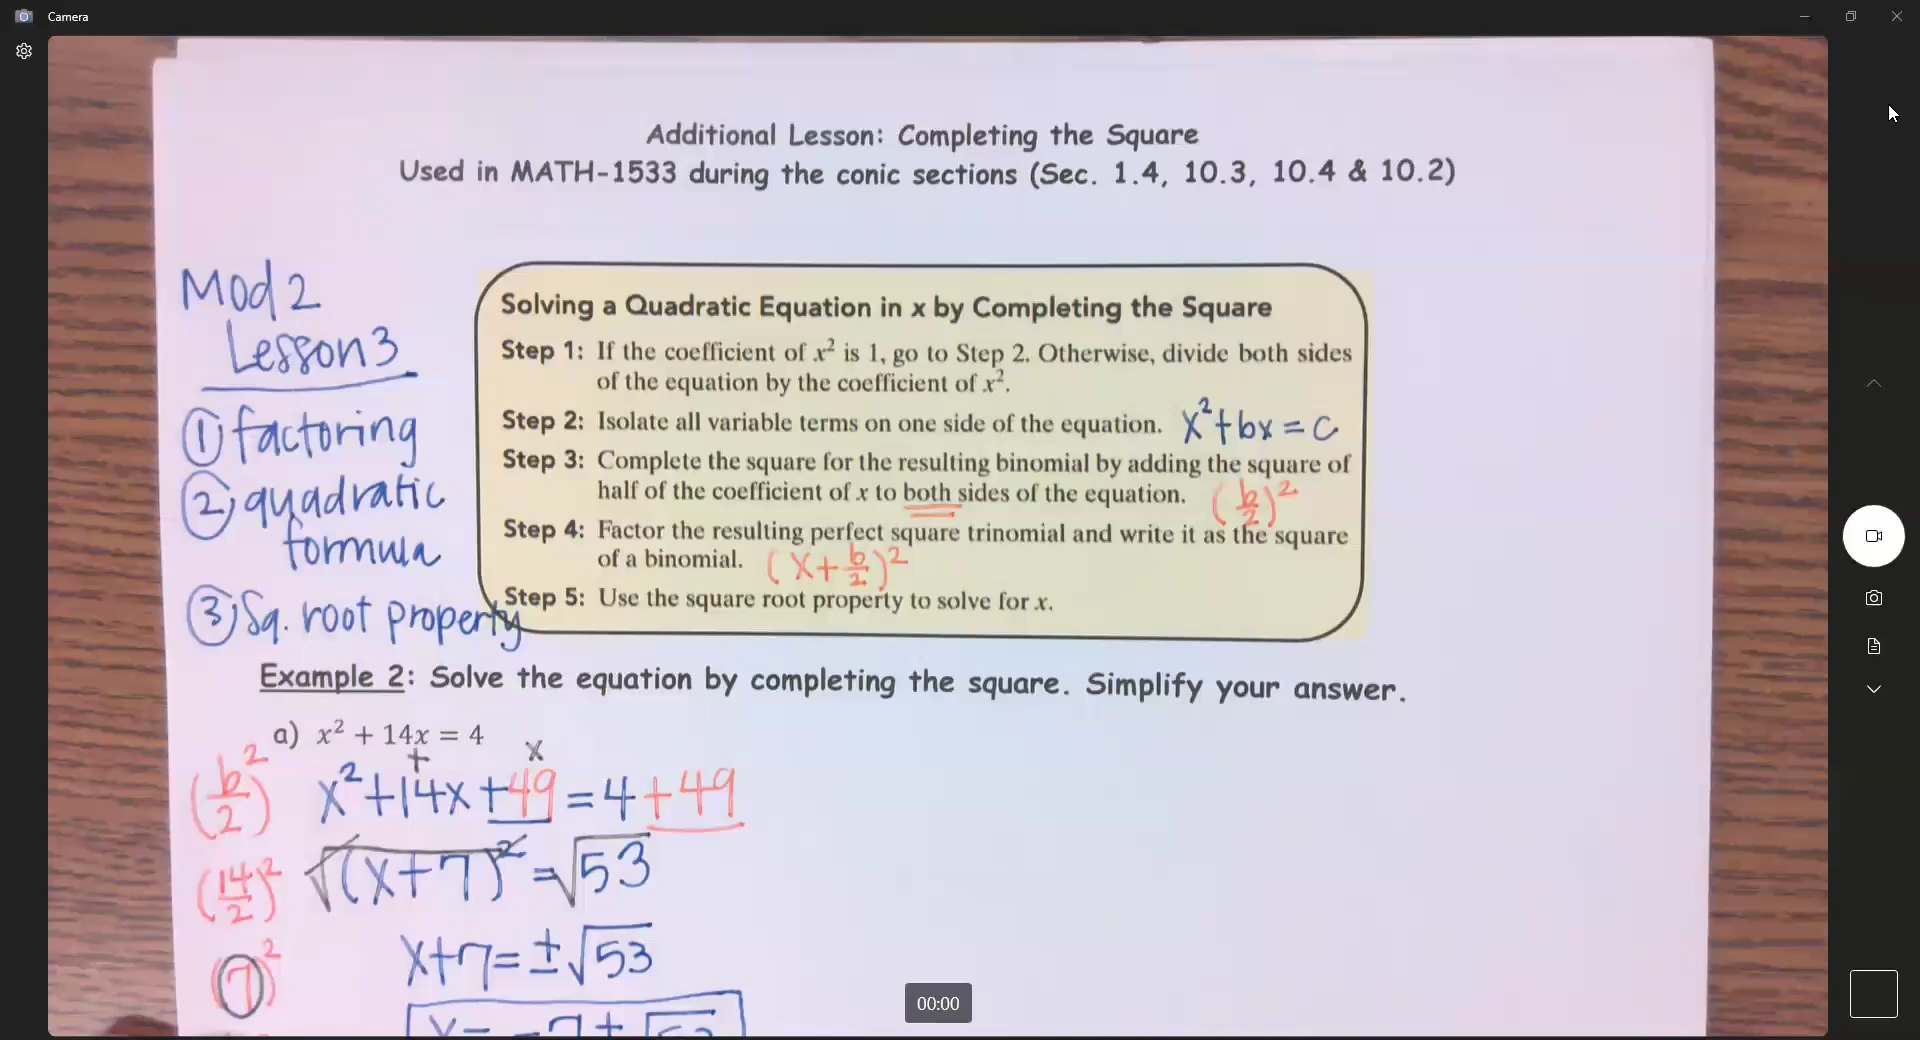 Camera
Additional Lesson: Completing the Square
Used in MATH-1533 during the conic sections (Sec. 1.4, 10.3, 10.4 & 10.2)
Mod 2
Lesson 3
① factoring
② quadratic
formula
③ Sq. root property
Solving a Quadratic Equation in x by Completing the Square
Step 1: If the coefficient of x² is 1, go to Step 2. Otherwise, divide both sides
of the equation by the coefficient of x².
Step 2: Isolate all variable terms on one side of the equation. x²+bx=c
Step 3: Complete the square for the resulting binomial by adding the square of
half of the coefficient of x to both sides of the equation. (b/2)²
Step 4: Factor the resulting perfect square trinomial and write it as the square
of a binomial. (x+b/2)²
Step 5: Use the square root property to solve for x.
Example 2: Solve the equation by completing the square. Simplify your answer.
a) x² + 14x = 4
+ x
(b/2)² x²+14x+49=4+49
(14/2)² √(x+7)²=√53
(7)² x+7=±√53
x=-7±√53
00:00